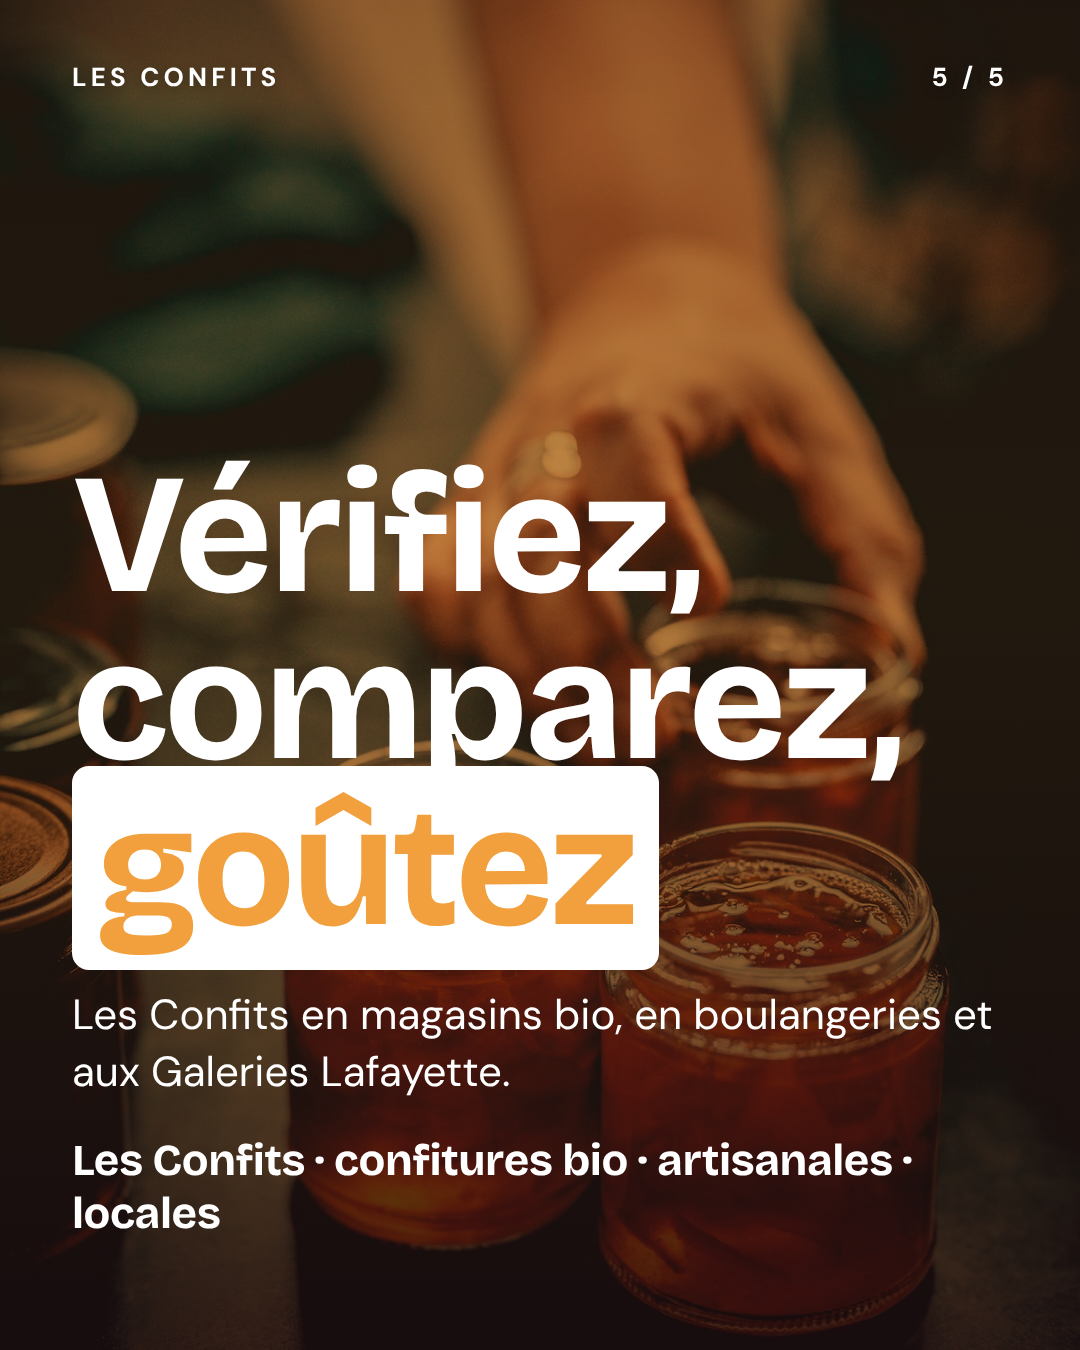 LES CONFITS
5 / 5
Vérifiez,
comparez,
goûtez
Les Confits en magasins bio, en boulangeries et
aux Galeries Lafayette.
Les Confits · confitures bio · artisanales ·
locales